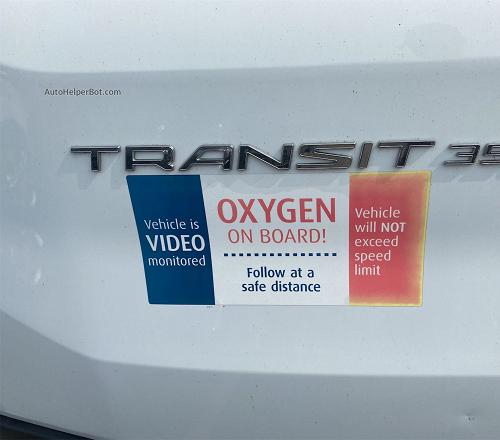 AutoHelperBot.com
TRANSIT 35
Vehicle is
VIDEO
monitored
OXYGEN
ON BOARD!
Follow at a
safe distance
Vehicle
will NOT
exceed
speed
limit